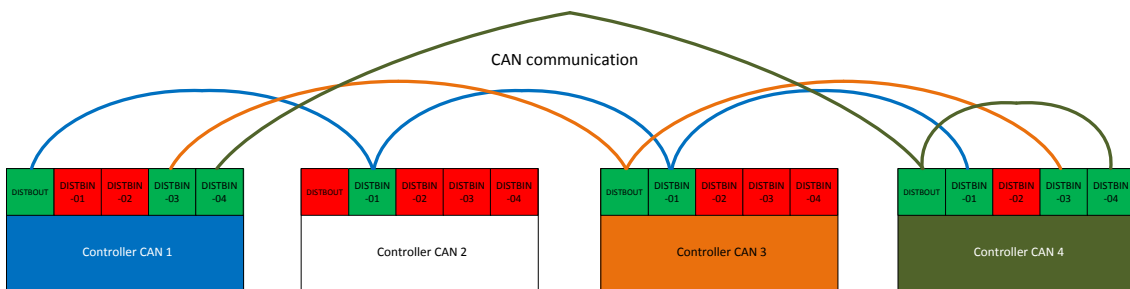 CAN communication
DISTBOUT
DISTBIN
-01
DISTBIN
-02
DISTBIN
-03
DISTBIN
-04
DISTBOUT
DISTBIN
-01
DISTBIN
-02
DISTBIN
-03
DISTBIN
-04
DISTBOUT
DISTBIN
-01
DISTBIN
-02
DISTBIN
-03
DISTBIN
-04
DISTBOUT
DISTBIN
-01
DISTBIN
-02
DISTBIN
-03
DISTBIN
-04
Controller CAN 1
Controller CAN 2
Controller CAN 3
Controller CAN 4